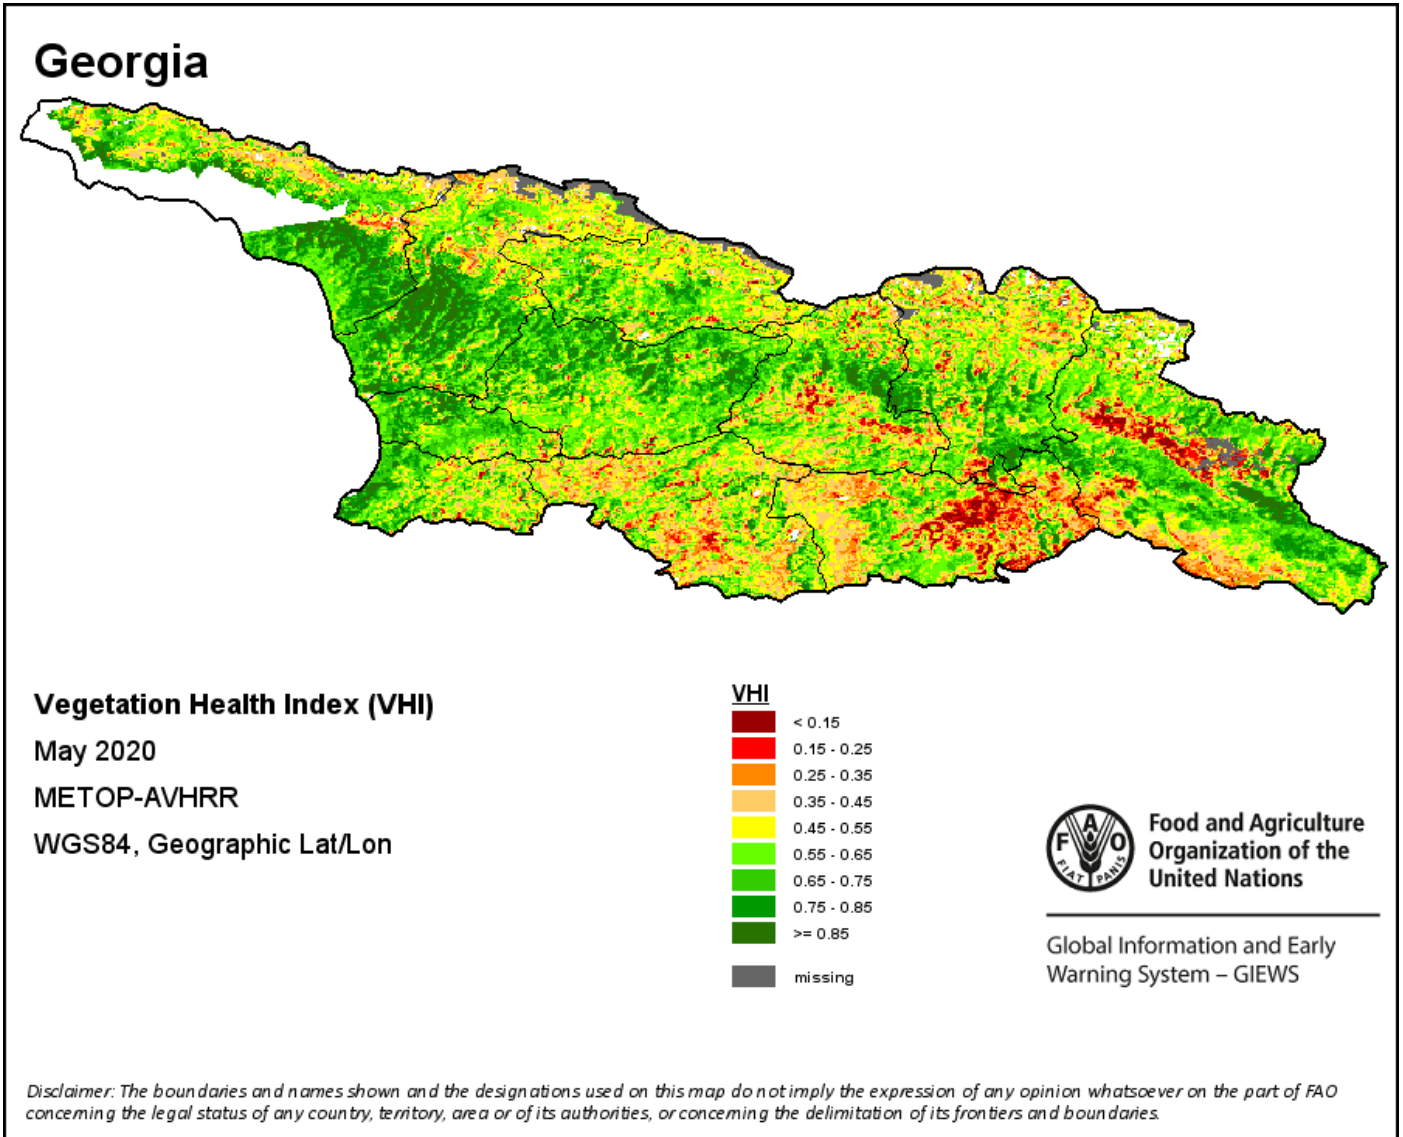 Georgia
Vegetation Health Index (VHI)
May 2020
METOP-AVHRR
WGS84, Geographic Lat/Lon
VHI
< 0.15
0.15 - 0.25
0.25 - 0.35
0.35 - 0.45
0.45 - 0.55
0.55 - 0.65
0.65 - 0.75
0.75 - 0.85
>= 0.85
missing
F A O
FIAT PANIS
Food and Agriculture
Organization of the
United Nations
Global Information and Early
Warning System – GIEWS
Disclaimer: The boundaries and names shown and the designations used on this map do not imply the expression of any opinion whatsoever on the part of FAO
concerning the legal status of any country, territory, area or of its authorities, or concerning the delimitation of its frontiers and boundaries.